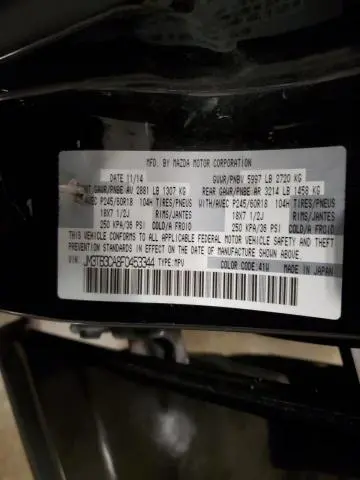 MFD. BY MAZDA MOTOR CORPORATION
DATE 11/14 GVWR/PNBV 5997 LB 2720 KG
NT GAWR/PNBE AV 2881 LB 1307 KG REAR GAWR/PNBE AR 3214 LB 1458 KG
/AVEC P245/60R18 104H TIRES/PNEUS WITH/AVEC P245/60R18 104H TIRES/PNEUS
18X7 1/2J RIMS/JANTES 18X7 1/2J RIMS/JANTES
250 KPA/36 PSI COLD/A FROID 250 KPA/36 PSI COLD/A FROID
THIS VEHICLE CONFORMS TO ALL APPLICABLE FEDERAL MOTOR VEHICLE SAFETY AND THEFT PREVENTION
STANDARDS IN EFFECT ON THE DATE OF MANUFACTURE SHOWN ABOVE.
VIN: JM3TB3CA8F0453344 TYPE:MPV COLOR CODE:41W MADE IN JAPAN